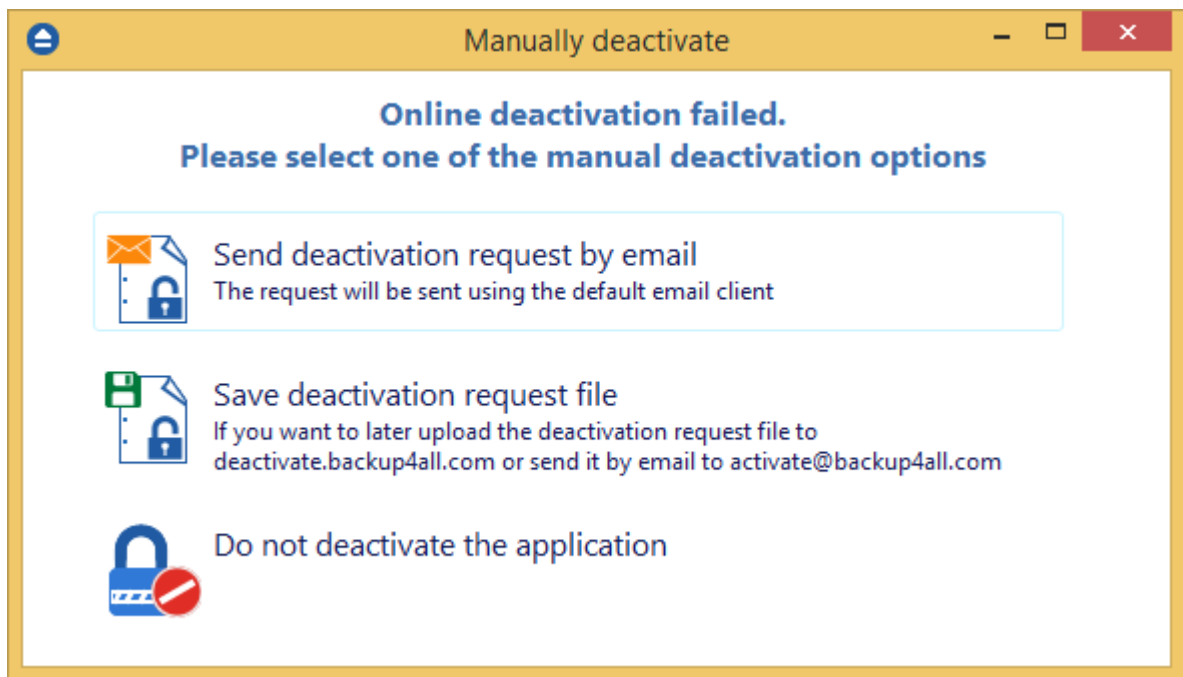 Manually deactivate
Online deactivation failed.
Please select one of the manual deactivation options
Send deactivation request by email
The request will be sent using the default email client
Save deactivation request file
If you want to later upload the deactivation request file to
deactivate.backup4all.com or send it by email to activate@backup4all.com
Do not deactivate the application